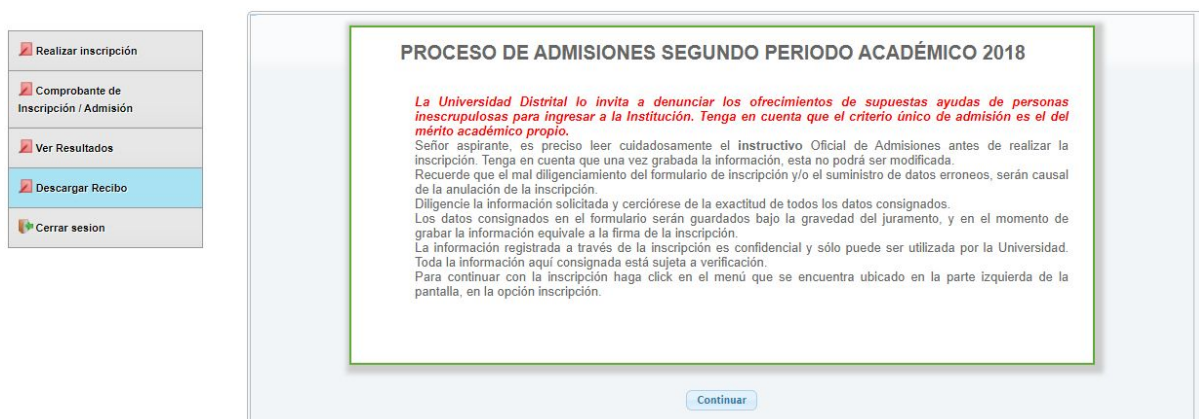 Realizar inscripción
Comprobante de
Inscripción / Admisión
Ver Resultados
Descargar Recibo
Cerrar sesion
PROCESO DE ADMISIONES SEGUNDO PERIODO ACADÉMICO 2018
La Universidad Distrital lo invita a denunciar los ofrecimientos de supuestas ayudas de personas
inescrupulosas para ingresar a la Institución. Tenga en cuenta que el criterio único de admisión es el del
mérito académico propio.
Señor aspirante, es preciso leer cuidadosamente el instructivo Oficial de Admisiones antes de realizar la
inscripción. Tenga en cuenta que una vez grabada la información, esta no podrá ser modificada.
Recuerde que el mal diligenciamiento del formulario de inscripción y/o el suministro de datos erroneos, serán causal
de la anulación de la inscripción.
Diligencie la información solicitada y cerciórese de la exactitud de todos los datos consignados.
Los datos consignados en el formulario serán guardados bajo la gravedad del juramento, y en el momento de
grabar la información equivale a la firma de la inscripción.
La información registrada a través de la inscripción es confidencial y sólo puede ser utilizada por la Universidad.
Toda la información aquí consignada está sujeta a verificación.
Para continuar con la inscripción haga click en el menú que se encuentra ubicado en la parte izquierda de la
pantalla, en la opción inscripción.
Continuar